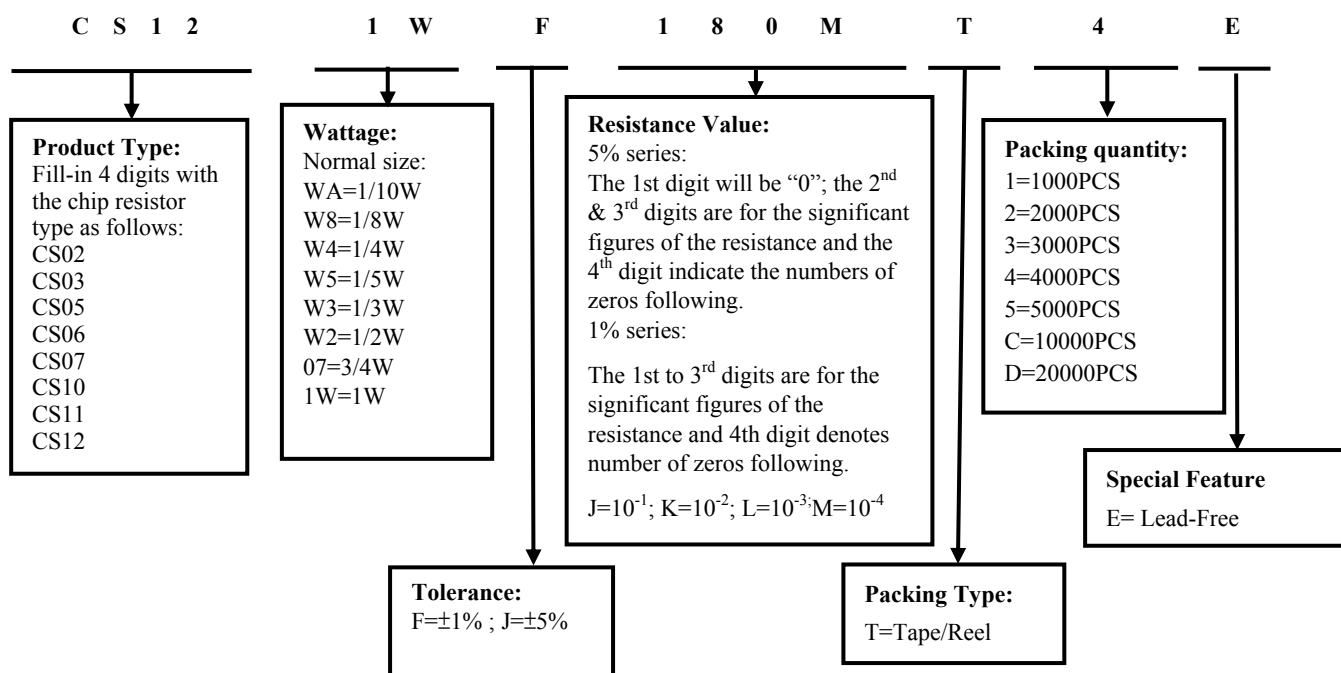 C S 1 2 1 W F 1 8 0 M T 4 E
Product Type:
Fill-in 4 digits with
the chip resistor
type as follows:
CS02
CS03
CS05
CS06
CS07
CS10
CS11
CS12
Wattage:
Normal size:
WA=1/10W
W8=1/8W
W4=1/4W
W5=1/5W
W3=1/3W
W2=1/2W
07=3/4W
1W=1W
Tolerance:
F=±1% ; J=±5%
Resistance Value:
5% series:
The 1st digit will be “0”; the 2nd
& 3rd digits are for the significant
figures of the resistance and the
4th digit indicate the numbers of
zeros following.
1% series:
The 1st to 3rd digits are for the
significant figures of the
resistance and 4th digit denotes
number of zeros following.
J=10-1; K=10-2; L=10-3;M=10-4
Packing Type:
T=Tape/Reel
Packing quantity:
1=1000PCS
2=2000PCS
3=3000PCS
4=4000PCS
5=5000PCS
C=10000PCS
D=20000PCS
Special Feature
E= Lead-Free